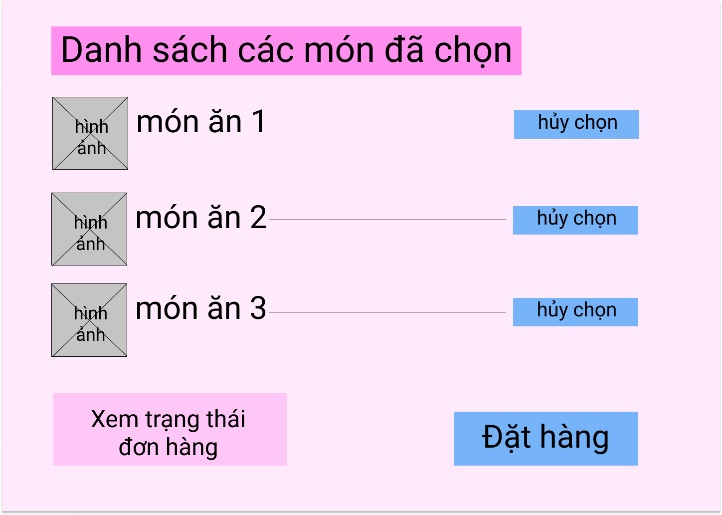 Danh sách các món đã chọn
hình
ảnh
món ăn 1
hủy chọn
hình
ảnh
món ăn 2
hủy chọn
hình
ảnh
món ăn 3
hủy chọn
Xem trạng thái
đơn hàng
Đặt hàng